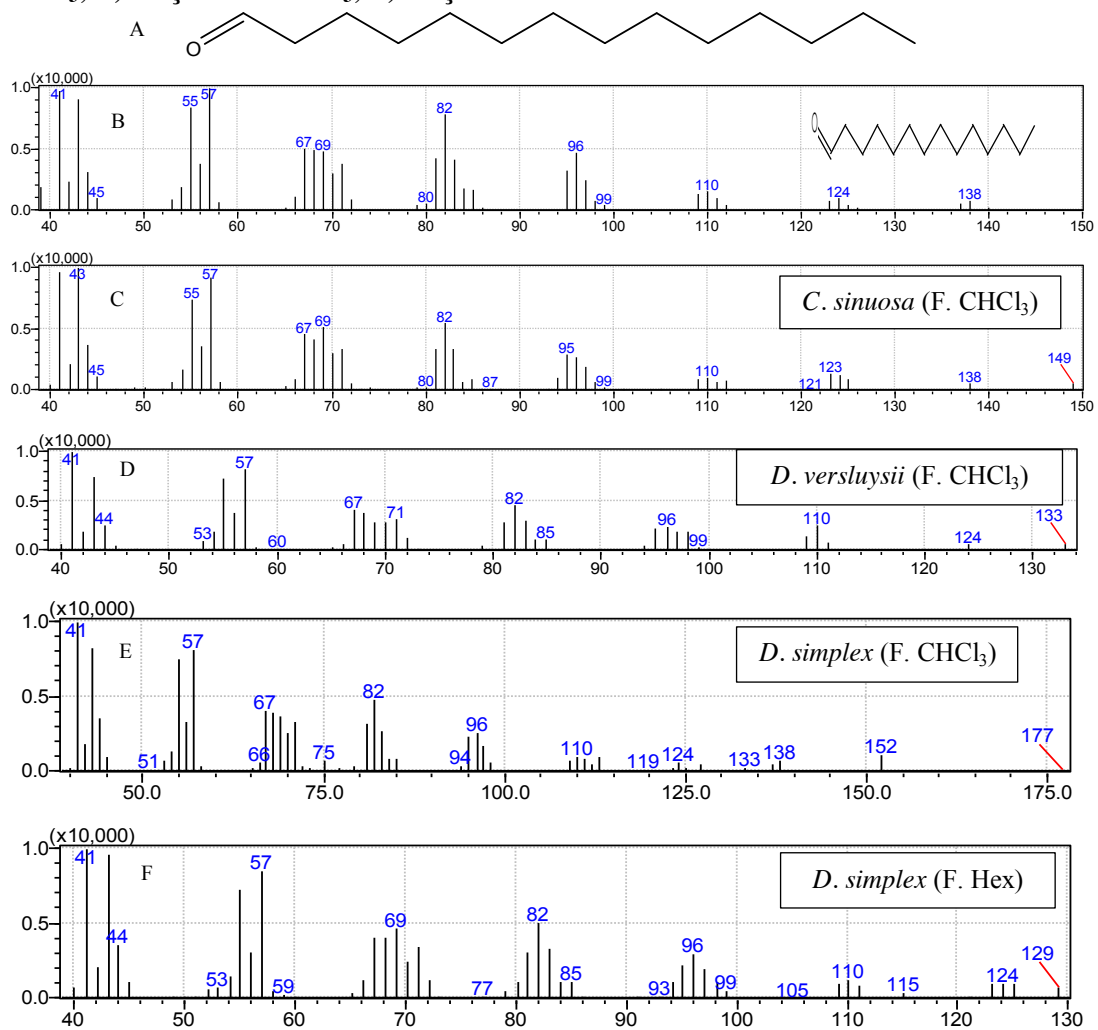 A
O
(x10,000)
1.0
0.5
0.0
B
41 45 55 57 67 69 80 82 96 99 110 124 138
O
40 50 60 70 80 90 100 110 120 130 140 150
(x10,000)
1.0
0.5
0.0
C
C. sinuosa (F. CHCl3)
43 45 55 57 67 69 80 82 87 95 99 110 121 123 138 149
40 50 60 70 80 90 100 110 120 130 140 150
(x10,000)
1.0
0.5
0.0
D
D. versluysii (F. CHCl3)
41 44 53 57 60 67 71 82 85 96 99 110 124 133
40 50 60 70 80 90 100 110 120 130
(x10,000)
1.0
0.5
0.0
E
D. simplex (F. CHCl3)
41 51 57 66 67 75 82 94 96 110 119 124 133 138 152 177
50.0 75.0 100.0 125.0 150.0 175.0
(x10,000)
1.0
0.5
0.0
F
D. simplex (F. Hex)
41 44 53 57 59 69 77 82 85 93 96 99 105 110 115 124 129
40 50 60 70 80 90 100 110 120 130